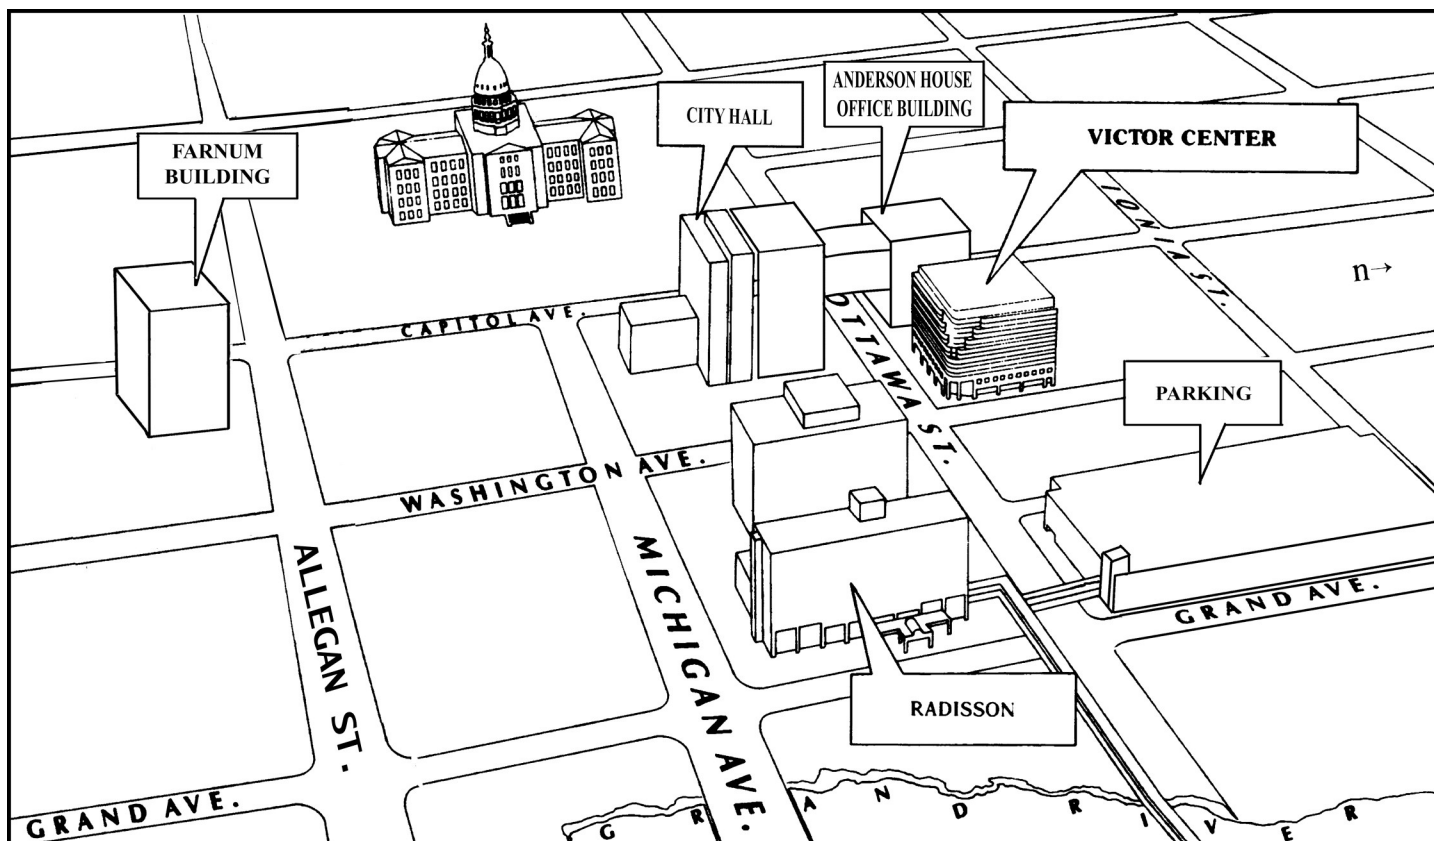 ANDERSON HOUSE
OFFICE BUILDING
CITY HALL
VICTOR CENTER
FARNUM
BUILDING
IONIA ST.
n→
CAPITOL AVE.
OTTAWA ST.
PARKING
WASHINGTON AVE.
ALLEGAN ST.
MICHIGAN AVE.
GRAND AVE.
RADISSON
GRAND AVE.
GRAND RIVER